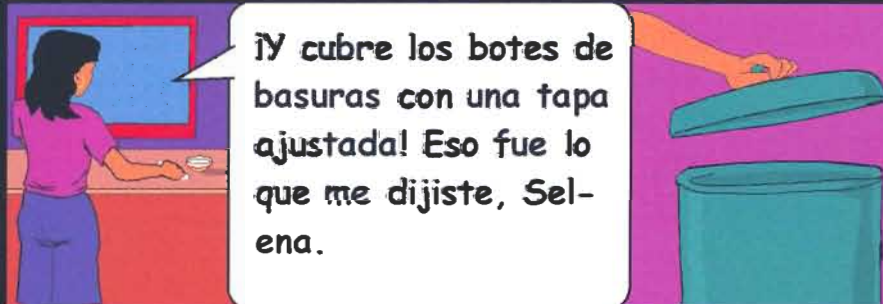 ¡Y cubre los botes de
basuras con una tapa
ajustada! Eso fue lo
que me dijiste, Sel-
ena.